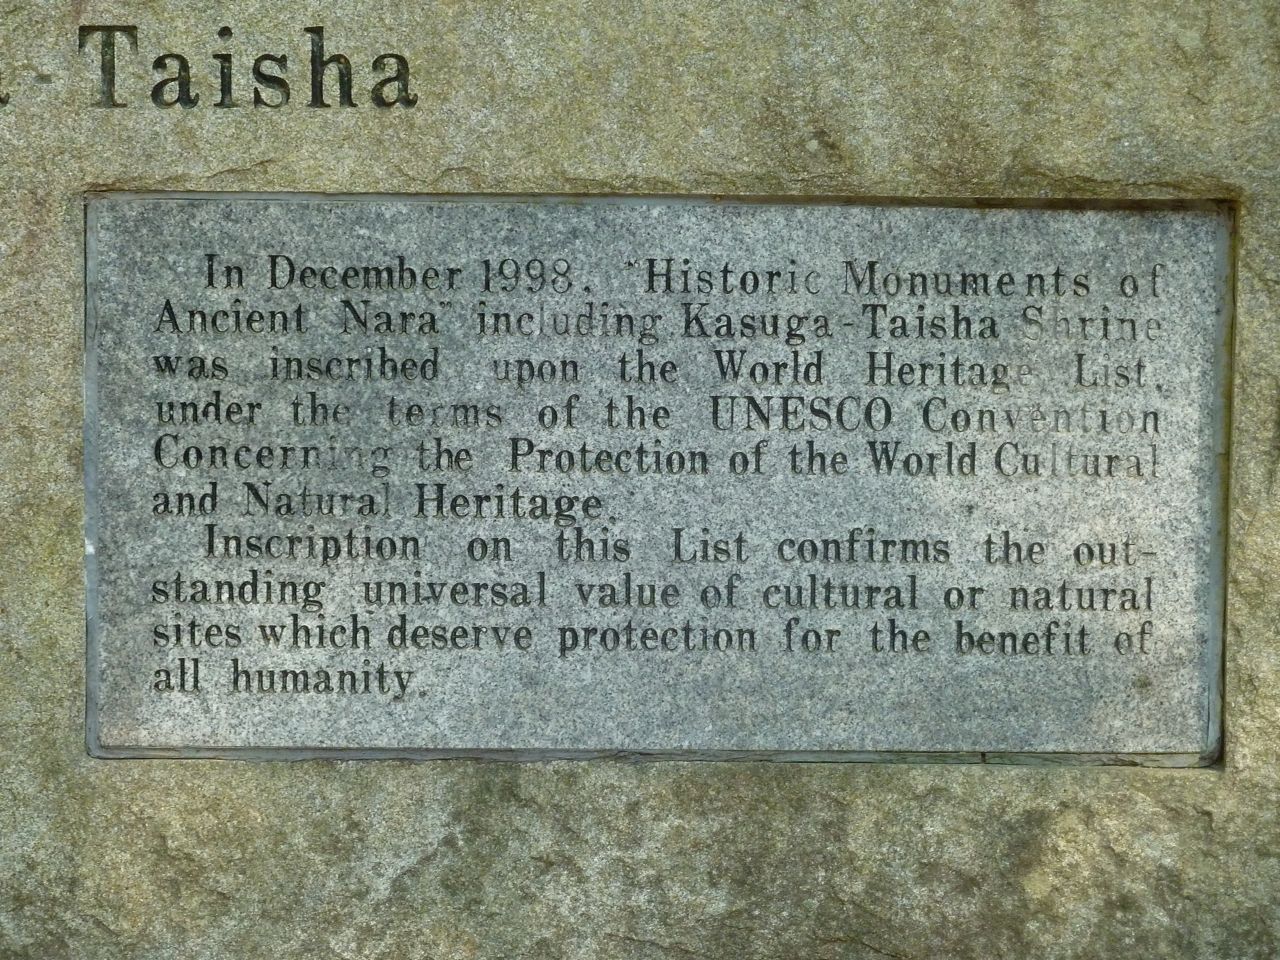 - Taisha
In December 1998, "Historic Monuments of
Ancient Nara" including Kasuga-Taisha Shrine
was inscribed upon the World Heritage List,
under the terms of the UNESCO Convention
Concerning the Protection of the World Cultural
and Natural Heritage.
Inscription on this List confirms the out-
standing universal value of cultural or natural
sites which deserve protection for the benefit of
all humanity.